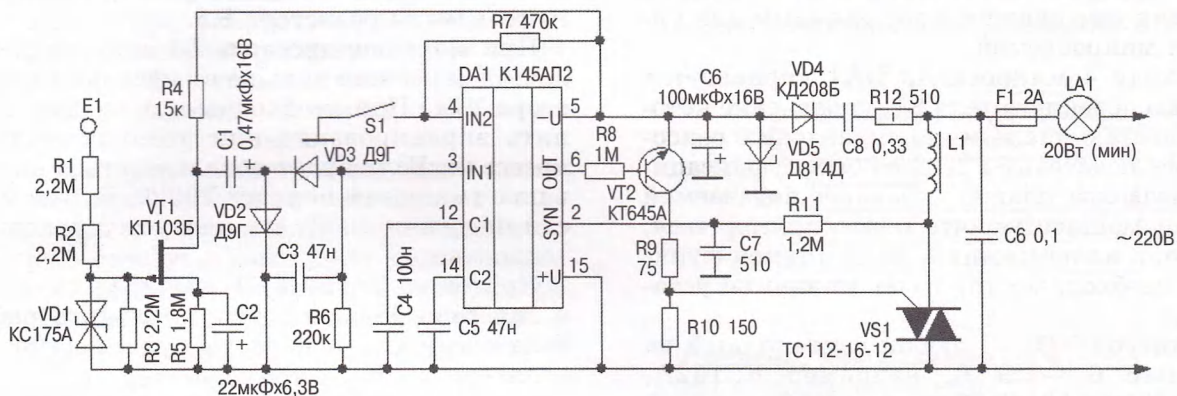 R7 470к
R4
15к
0,47мкФх16В
DA1 К145АП2
C6
100мкФх16В
VD4
КД208Б
R12 510
F1 2А
LA1
20Вт (мин)
E1
S1
4
IN2
-U
5
R1
2,2М
VD3 Д9Г
3
IN1
OUT
6
R8
1М
VD5
Д814Д
C8 0,33
L1
VT1
КП103Б
VD2
Д9Г
VT2
КТ645А
R11
1,2М
R2
2,2М
12
C1
SYN
2
C3 47н
14
C2
+U
15
R9
75
C7
510
C6 0,1
~220В
VD1
КС175А
R3 2,2М
R5 1,8М
C2
R6
220к
C4 100н
C5 47н
R10 150
VS1
ТС112-16-12
22мкФх6,3В